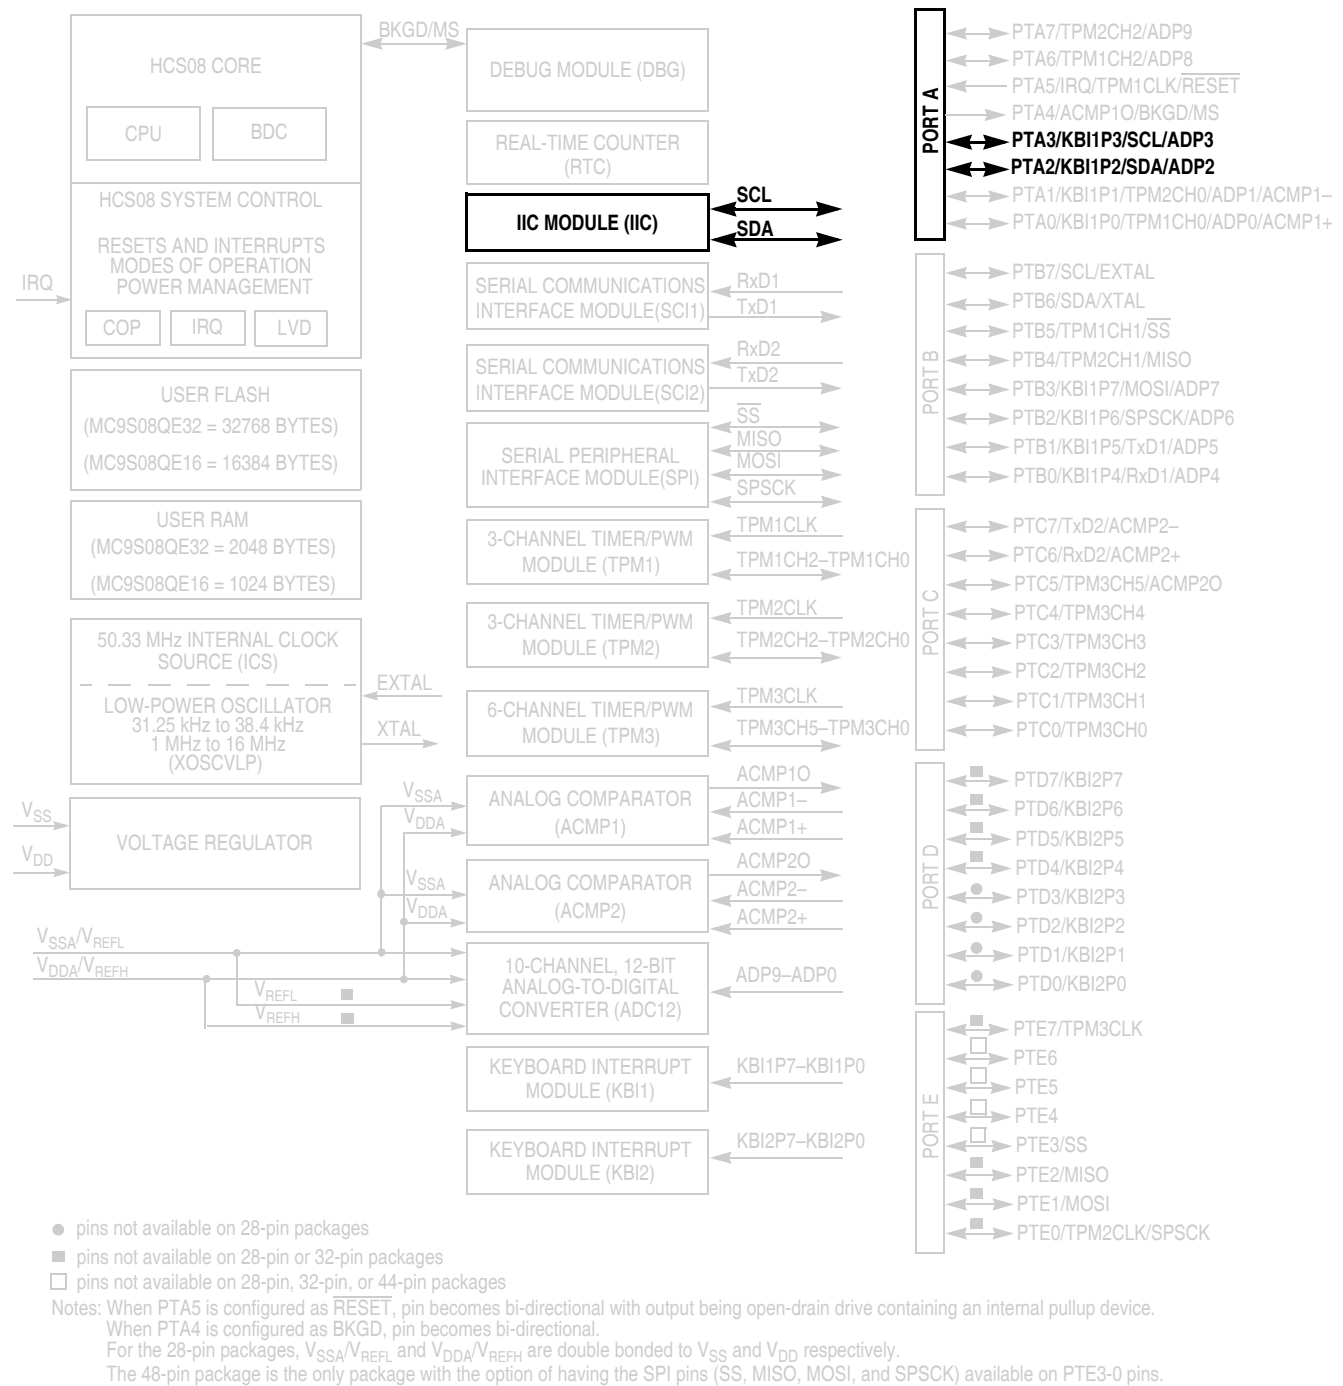 BKGD/MS
HCS08 CORE
CPU
BDC
HCS08 SYSTEM CONTROL
RESETS AND INTERRUPTS
MODES OF OPERATION
POWER MANAGEMENT
IRQ
COP
IRQ
LVD
USER FLASH
(MC9S08QE32 = 32768 BYTES)
(MC9S08QE16 = 16384 BYTES)
USER RAM
(MC9S08QE32 = 2048 BYTES)
(MC9S08QE16 = 1024 BYTES)
50.33 MHz INTERNAL CLOCK
SOURCE (ICS)
LOW-POWER OSCILLATOR
31.25 kHz to 38.4 kHz
1 MHz to 16 MHz
(XOSCVLP)
EXTAL
XTAL
VSS
VDD
VOLTAGE REGULATOR
VSSA/VREFL
VDDA/VREFH
VSSA
VDDA
VSSA
VDDA
VREFL
VREFH
DEBUG MODULE (DBG)
REAL-TIME COUNTER
(RTC)
IIC MODULE (IIC)
SCL
SDA
SERIAL COMMUNICATIONS
INTERFACE MODULE(SCI1)
RxD1
TxD1
SERIAL COMMUNICATIONS
INTERFACE MODULE(SCI2)
RxD2
TxD2
SERIAL PERIPHERAL
INTERFACE MODULE(SPI)
SS
MISO
MOSI
SPSCK
3-CHANNEL TIMER/PWM
MODULE (TPM1)
TPM1CLK
TPM1CH2–TPM1CH0
3-CHANNEL TIMER/PWM
MODULE (TPM2)
TPM2CLK
TPM2CH2–TPM2CH0
6-CHANNEL TIMER/PWM
MODULE (TPM3)
TPM3CLK
TPM3CH5–TPM3CH0
ANALOG COMPARATOR
(ACMP1)
ACMP1O
ACMP1–
ACMP1+
ANALOG COMPARATOR
(ACMP2)
ACMP2O
ACMP2–
ACMP2+
10-CHANNEL, 12-BIT
ANALOG-TO-DIGITAL
CONVERTER (ADC12)
ADP9–ADP0
KEYBOARD INTERRUPT
MODULE (KBI1)
KBI1P7–KBI1P0
KEYBOARD INTERRUPT
MODULE (KBI2)
KBI2P7–KBI2P0
PORT A
PTA7/TPM2CH2/ADP9
PTA6/TPM1CH2/ADP8
PTA5/IRQ/TPM1CLK/RESET
PTA4/ACMP1O/BKGD/MS
PTA3/KBI1P3/SCL/ADP3
PTA2/KBI1P2/SDA/ADP2
PTA1/KBI1P1/TPM2CH0/ADP1/ACMP1–
PTA0/KBI1P0/TPM1CH0/ADP0/ACMP1+
PORT B
PTB7/SCL/EXTAL
PTB6/SDA/XTAL
PTB5/TPM1CH1/SS
PTB4/TPM2CH1/MISO
PTB3/KBI1P7/MOSI/ADP7
PTB2/KBI1P6/SPSCK/ADP6
PTB1/KBI1P5/TxD1/ADP5
PTB0/KBI1P4/RxD1/ADP4
PORT C
PTC7/TxD2/ACMP2–
PTC6/RxD2/ACMP2+
PTC5/TPM3CH5/ACMP2O
PTC4/TPM3CH4
PTC3/TPM3CH3
PTC2/TPM3CH2
PTC1/TPM3CH1
PTC0/TPM3CH0
PORT D
PTD7/KBI2P7
PTD6/KBI2P6
PTD5/KBI2P5
PTD4/KBI2P4
PTD3/KBI2P3
PTD2/KBI2P2
PTD1/KBI2P1
PTD0/KBI2P0
PORT E
PTE7/TPM3CLK
PTE6
PTE5
PTE4
PTE3/SS
PTE2/MISO
PTE1/MOSI
PTE0/TPM2CLK/SPSCK
pins not available on 28-pin packages
pins not available on 28-pin or 32-pin packages
pins not available on 28-pin, 32-pin, or 44-pin packages
Notes: When PTA5 is configured as RESET, pin becomes bi-directional with output being open-drain drive containing an internal pullup device.
When PTA4 is configured as BKGD, pin becomes bi-directional.
For the 28-pin packages, VSSA/VREFL and VDDA/VREFH are double bonded to VSS and VDD respectively.
The 48-pin package is the only package with the option of having the SPI pins (SS, MISO, MOSI, and SPSCK) available on PTE3-0 pins.